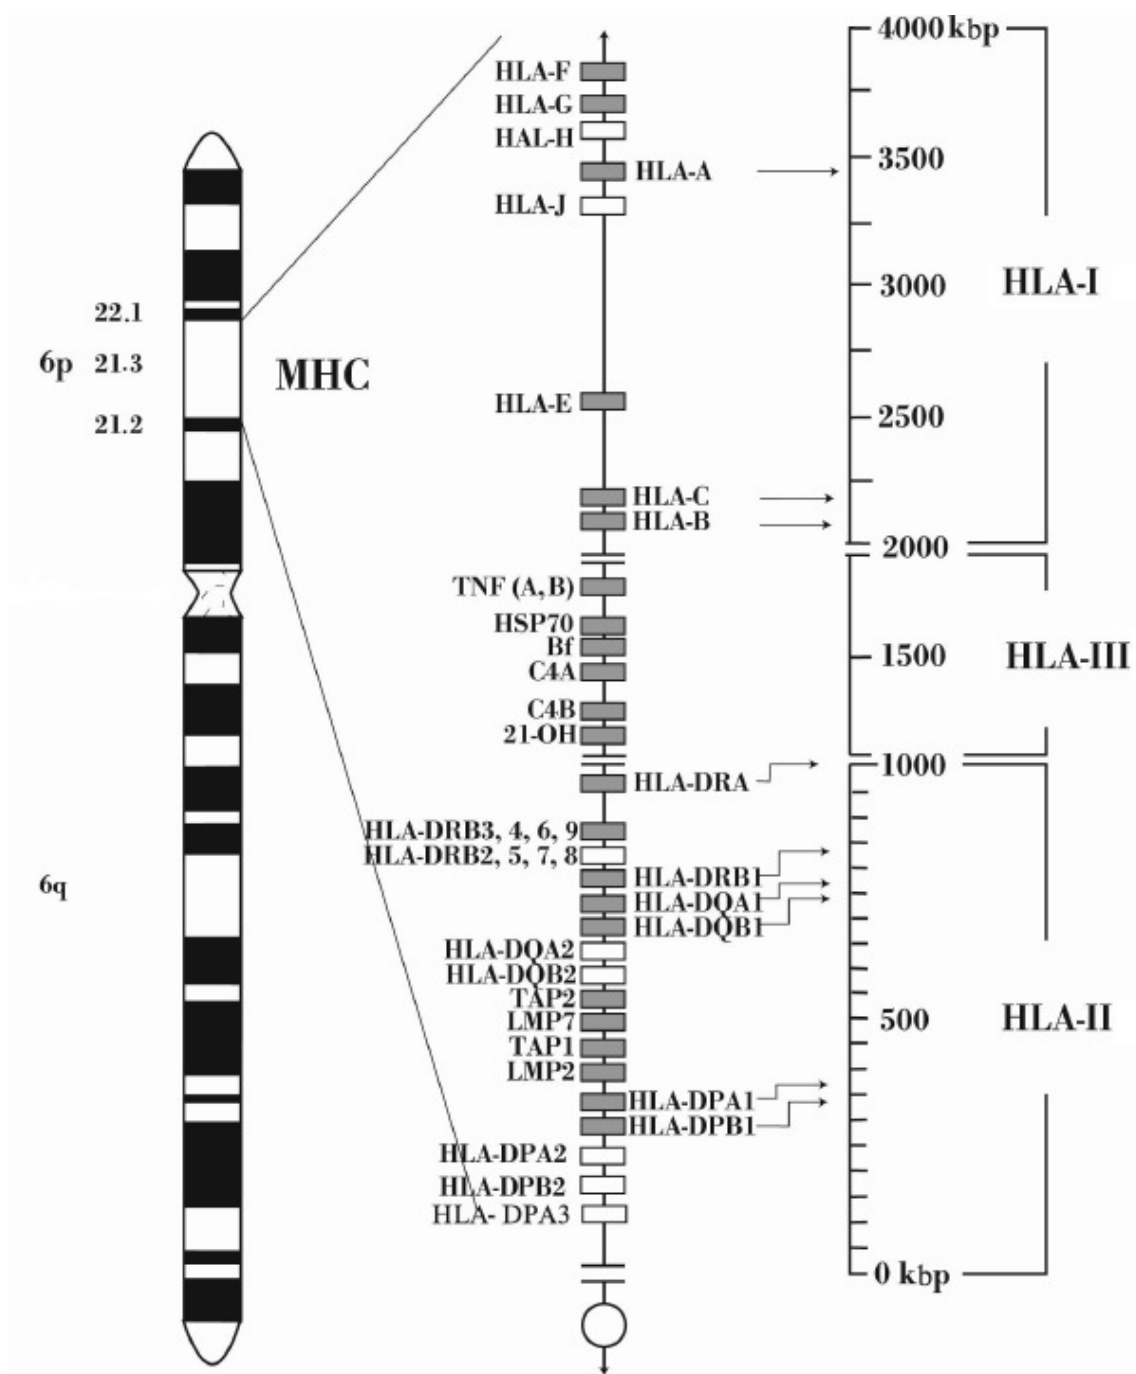 22.1
6p
21.3
21.2
MHC
6q
HLA-F
HLA-G
HAL-H
HLA-A
HLA-J
HLA-E
HLA-C
HLA-B
TNF (A, B)
HSP70
Bf
C4A
C4B
21-OH
HLA-DRA
HLA-DRB3, 4, 6, 9
HLA-DRB2, 5, 7, 8
HLA-DRB1
HLA-DQA1
HLA-DQB1
HLA-DQA2
HLA-DQB2
TAP2
LMP7
TAP1
LMP2
HLA-DPA1
HLA-DPB1
HLA-DPA2
HLA-DPB2
HLA- DPA3
4000 kbp
3500
3000
2500
2000
1500
1000
500
0 kbp
HLA-I
HLA-III
HLA-II